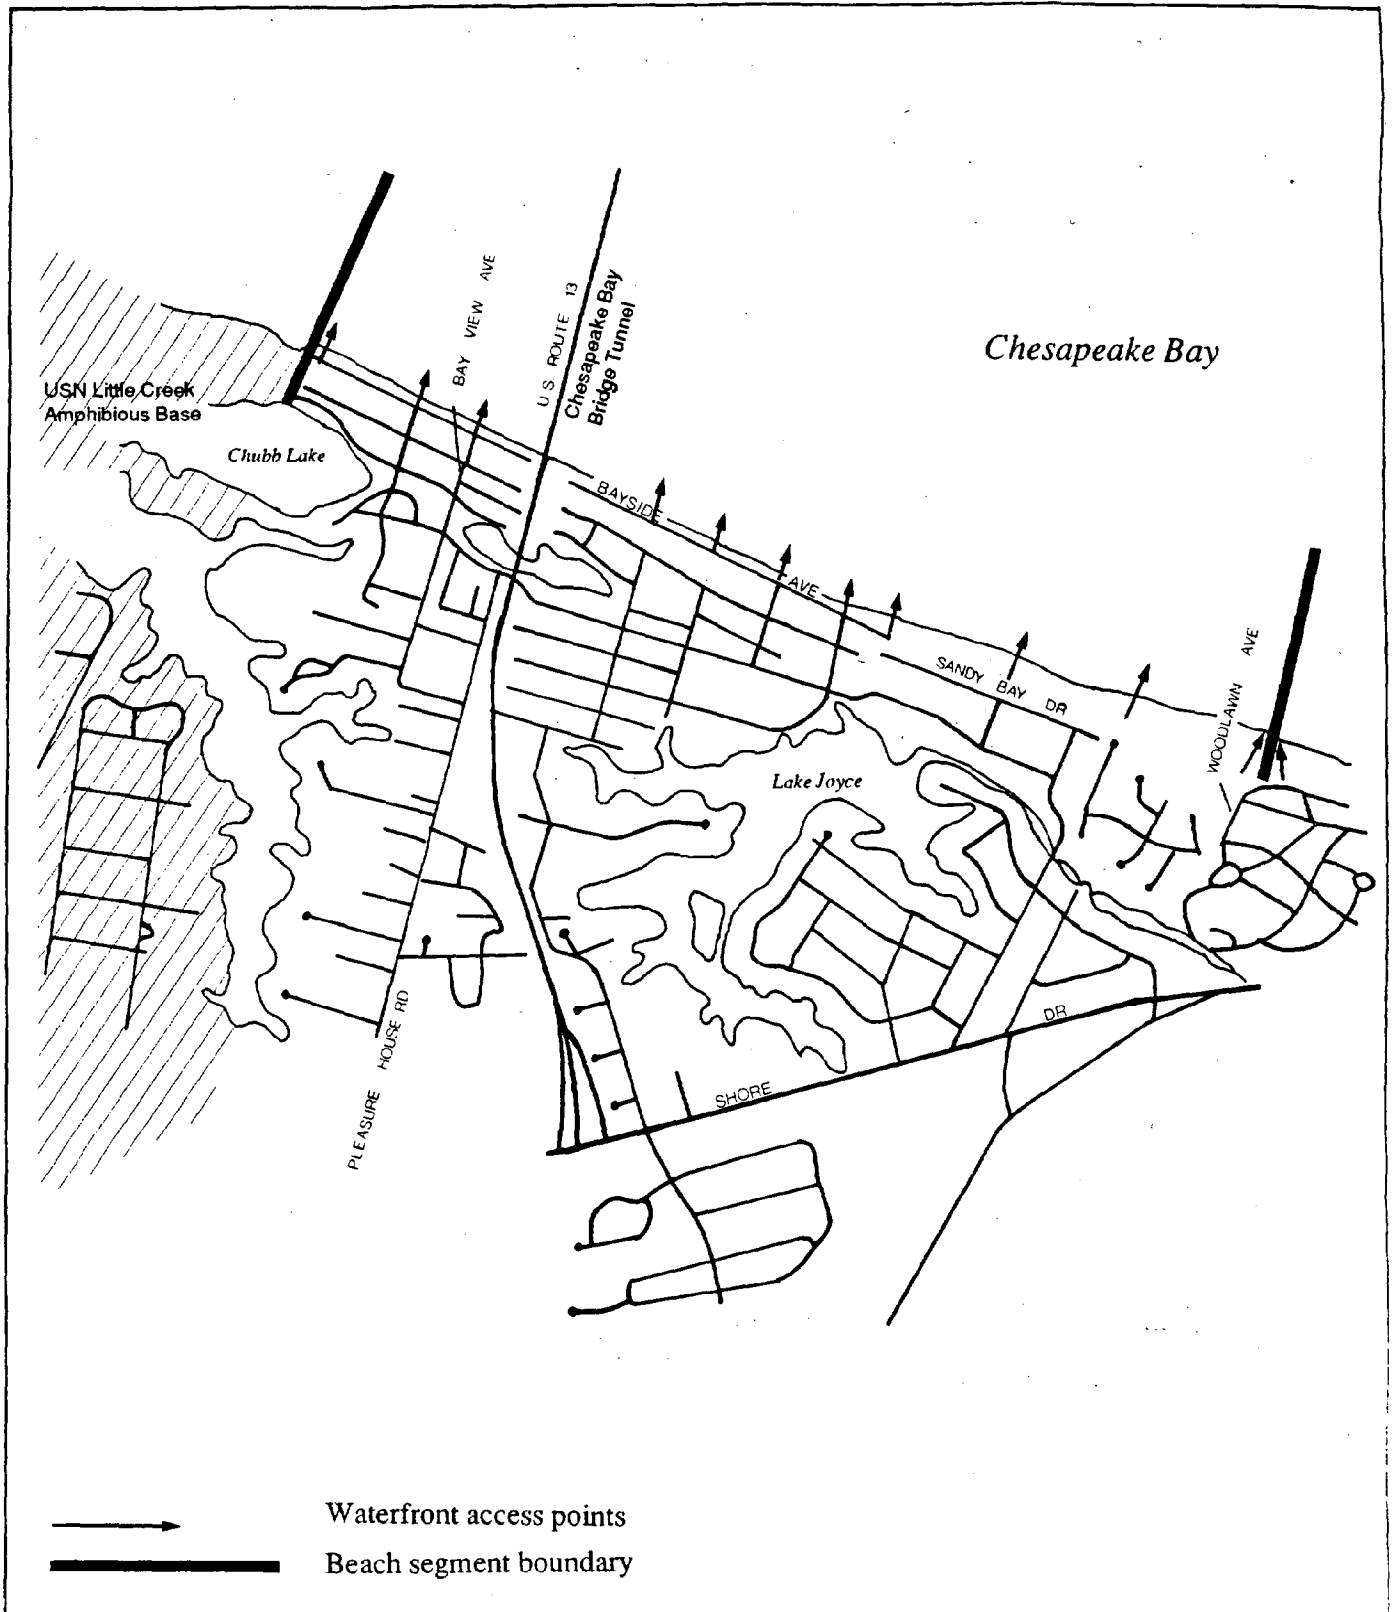 BAY VIEW AVE
U S ROUTE 13
Chesapeake Bay
Bridge Tunnel
Chesapeake Bay
USN Little Creek
Amphibious Base
Chubb Lake
BAYSIDE
AVE
SANDY BAY DR
WOODLAWN AVE
Lake Joyce
PLEASURE HOUSE RD
SHORE
DR
Waterfront access points
Beach segment boundary